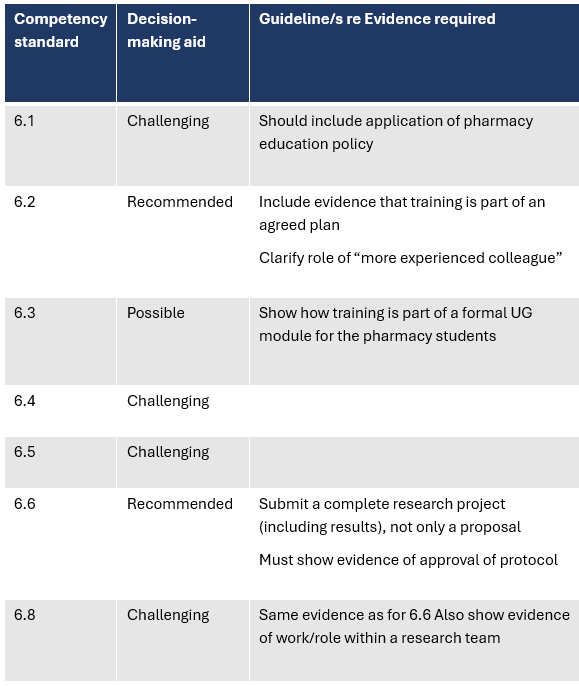 Competency Decision- Guideline/s re Evidence required
standard making aid
6.1 Challenging Should include application of pharmacy
education policy
6.2 Recommended Include evidence that training is part of an
agreed plan
Clarify role of “more experienced colleague”
6.3 Possible Show how training is part of a formal UG
module for the pharmacy students
6.4 Challenging
6.5 Challenging
6.6 Recommended Submit a complete research project
(including results), not only a proposal
Must show evidence of approval of protocol
6.8 Challenging Same evidence as for 6.6 Also show evidence
of work/role within a research team